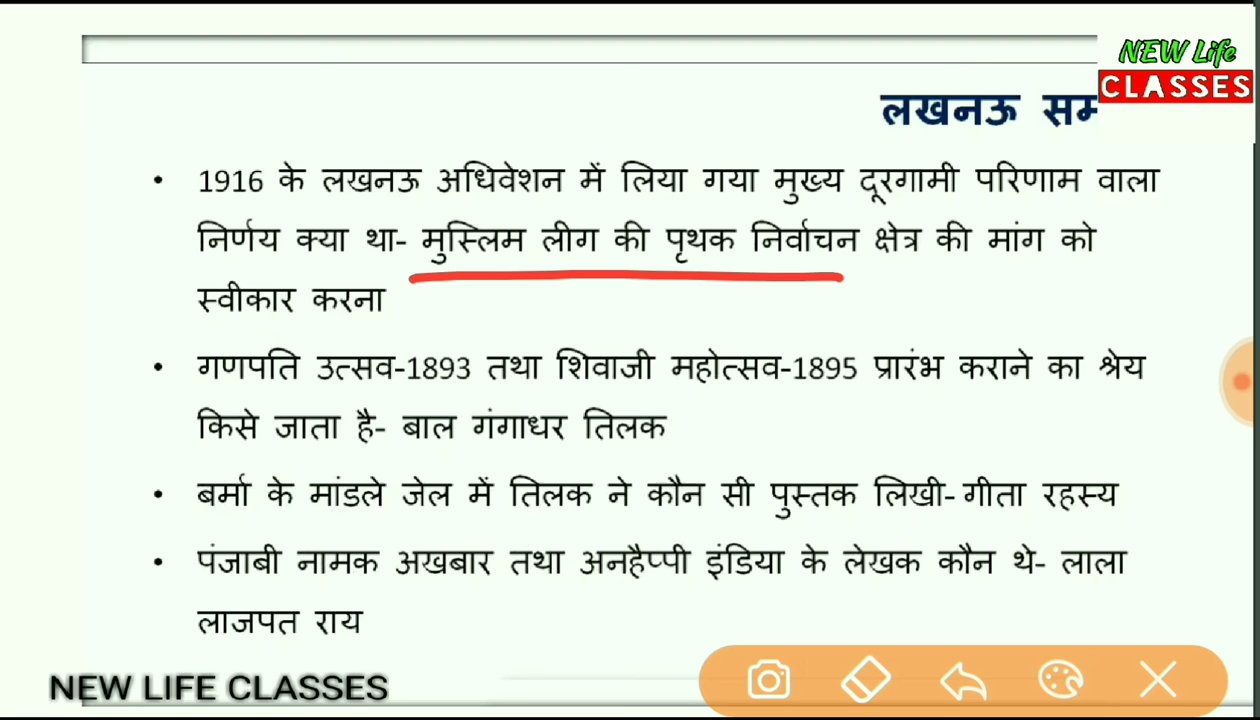 NEW Life
CLASSES
लखनऊ
1916 के लखनऊ अधिवेशन में लिया गया मुख्य दूरगामी परिणाम वाला
निर्णय क्या था- मुस्लिम लीग की पृथक निर्वाचन क्षेत्र की मांग को
स्वीकार करना
गणपति उत्सव-1893 तथा शिवाजी महोत्सव-1895 प्रारंभ कराने का श्रेय
किसे जाता है- बाल गंगाधर तिलक
बर्मा के मांडले जेल में तिलक ने कौन सी पुस्तक लिखी- गीता रहस्य
पंजाबी नामक अखबार तथा अनहैप्पी इंडिया के लेखक कौन थे- लाला
लाजपत राय
NEW LIFE CLASSES